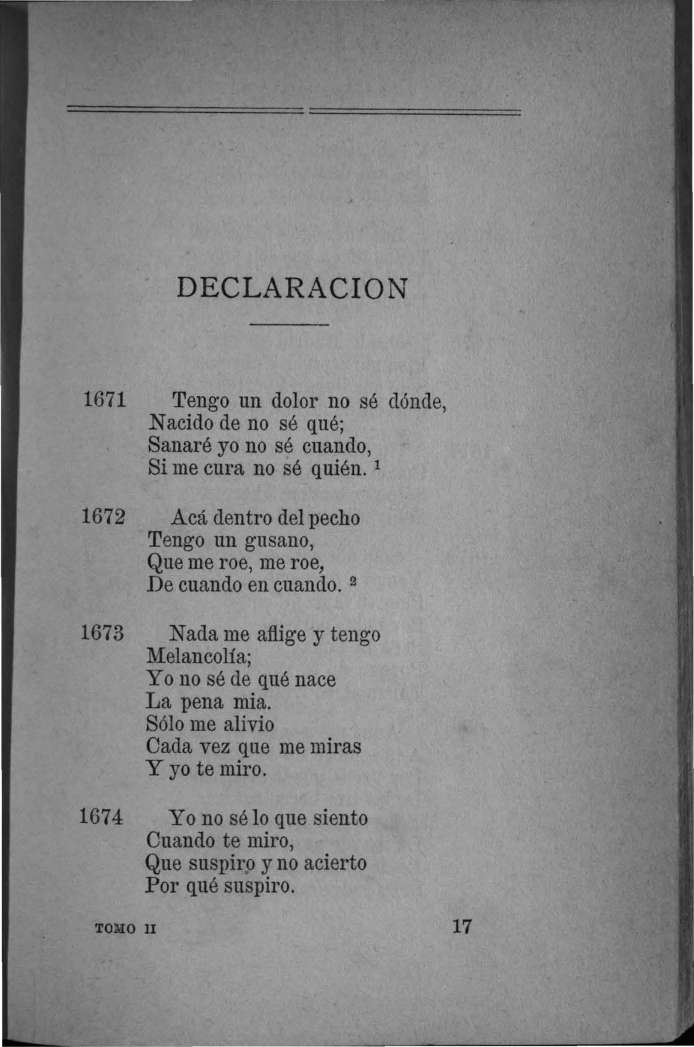 DECLARACION
1671 Tengo un dolor no sé dónde,
Nacido de no sé qué;
Sanaré yo no sé cuando,
Si me cura no sé quién. ¹
1672 Acá dentro del pecho
Tengo un gusano,
Que me roe, me roe,
De cuando en cuando. ²
1673 Nada me aflige y tengo
Melancolía;
Yo no sé de qué nace
La pena mia.
Sólo me alivio
Cada vez que me miras
Y yo te miro.
1674 Yo no sé lo que siento
Cuando te miro,
Que suspiro y no acierto
Por qué suspiro.
TOMO II 17